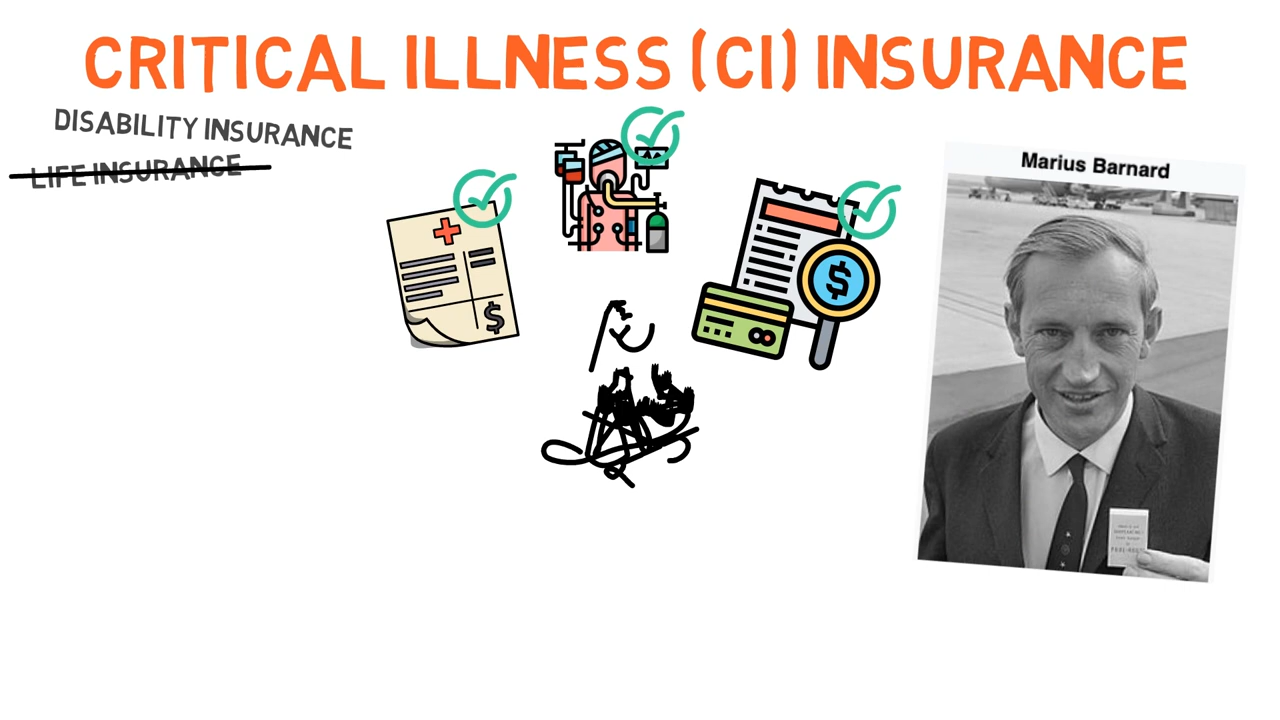 CRITICAL ILLNESS (CI) INSURANCE
DISABILITY INSURANCE
LIFE INSURANCE
Marius Barnard
$
$